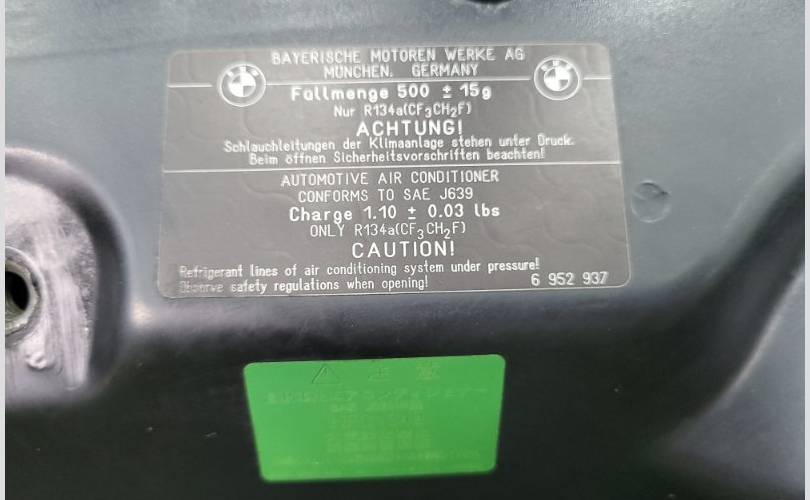 BAYERISCHE MOTOREN WERKE AG
MÜNCHEN, GERMANY
BMW BMW
Füllmenge 500 ± 15g
Nur R134a(CF3CH2F)
ACHTUNG!
Schlauchleitungen der Klimaanlage stehen unter Druck.
Beim öffnen Sicherheitsvorschriften beachten!
AUTOMOTIVE AIR CONDITIONER
CONFORMS TO SAE J639
Charge 1.10 ± 0.03 lbs
ONLY R134a(CF3CH2F)
CAUTION!
Refrigerant lines of air conditioning system under pressure!
Observe safety regulations when opening!
6 952 937